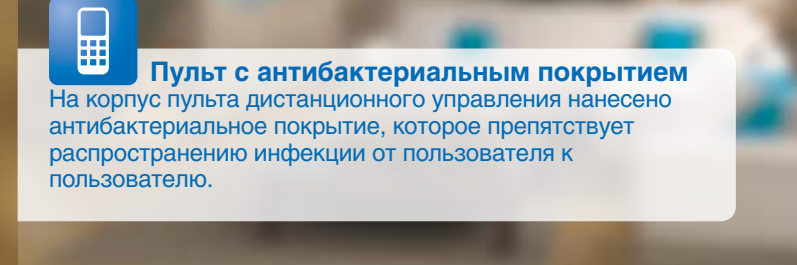 Пульт с антибактериальным покрытием
На корпус пульта дистанционного управления нанесено
антибактериальное покрытие, которое препятствует
распространению инфекции от пользователя к
пользователю.